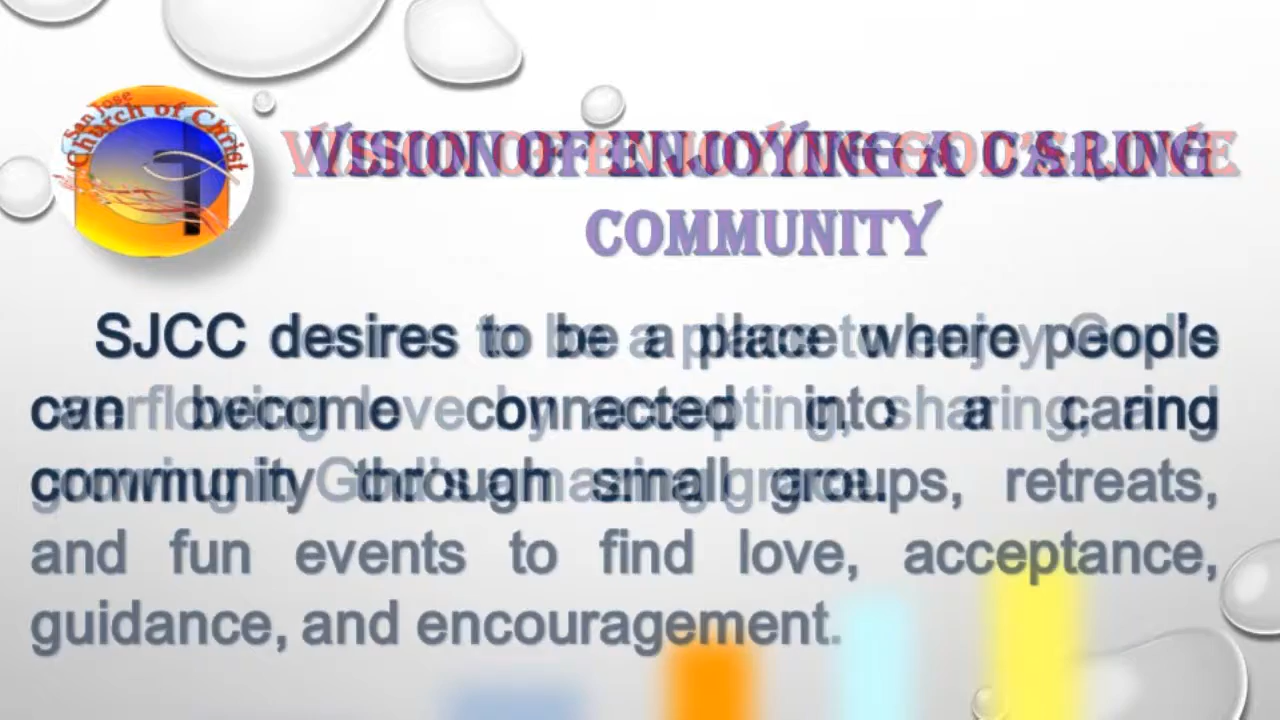 San Jose
Church of Christ
VISION OF ENJOYING A CARING
COMMUNITY
SJCC desires to be a place where people
can become connected into a caring
community through small groups, retreats,
and fun events to find love, acceptance,
guidance, and encouragement.